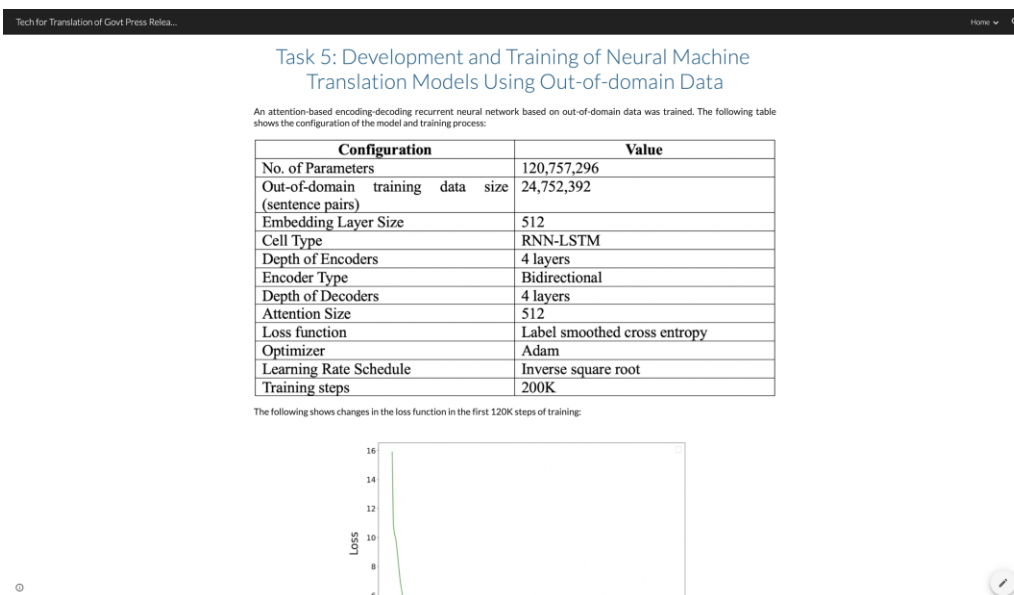 Tech for Translation of Govt Press Relea...
Home
Task 5: Development and Training of Neural Machine
Translation Models Using Out-of-domain Data
An attention-based encoding-decoding recurrent neural network based on out-of-domain data was trained. The following table
shows the configuration of the model and training process:
Configuration Value
No. of Parameters 120,757,296
Out-of-domain training data size 24,752,392
(sentence pairs)
Embedding Layer Size 512
Cell Type RNN-LSTM
Depth of Encoders 4 layers
Encoder Type Bidirectional
Depth of Decoders 4 layers
Attention Size 512
Loss function Label smoothed cross entropy
Optimizer Adam
Learning Rate Schedule Inverse square root
Training steps 200K
The following shows changes in the loss function in the first 120K steps of training:
16
14
12
Loss
10
8